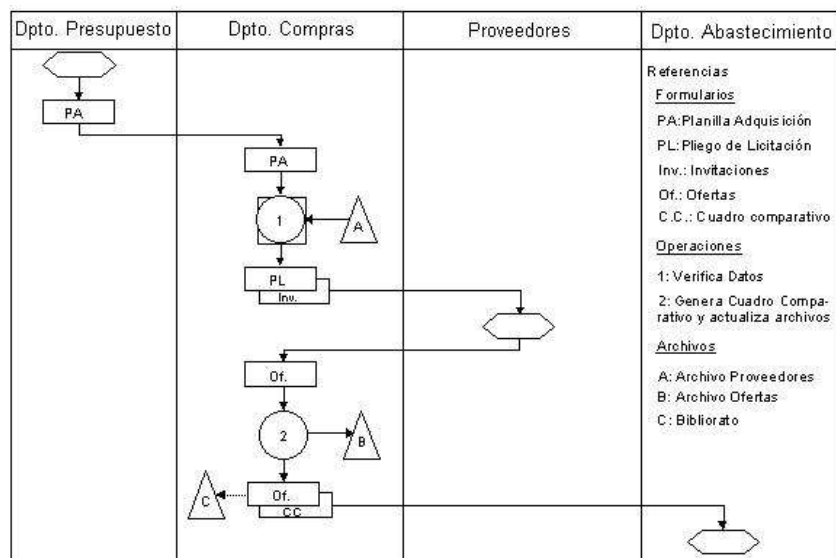 Dpto. Presupuesto
Dpto. Compras
Proveedores
Dpto. Abastecimiento
PA
PA
1
A
PL
Inv.
Of.
2
B
C
Of.
CC
Referencias
Formularios
PA:Planilla Adquisición
PL:Pliego de Licitación
Inv.: Invitaciones
Of.: Ofertas
C.C.: Cuadro comparativo
Operaciones
1: Verifica Datos
2: Genera Cuadro Compa-
rativo y actualiza archivos
Archivos
A: Archivo Proveedores
B: Archivo Ofertas
C: Bibliorato